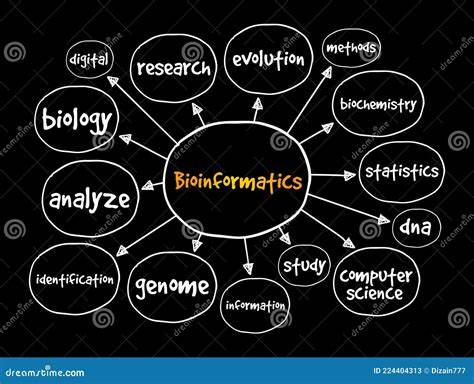 digital
research
evolution
methods
biology
biochemistry
Bioinformatics
statistics
analyze
dna
identification
genome
information
study
computer
science
dreamstime
dreamstime.com
ID 224404313 © Dizain777